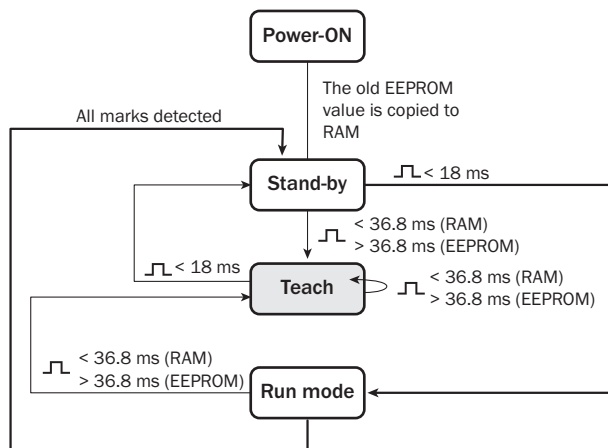 Power-ON
The old EEPROM
value is copied to
RAM
All marks detected
Stand-by
< 18 ms
< 36.8 ms (RAM)
> 36.8 ms (EEPROM)
< 18 ms
Teach
< 36.8 ms (RAM)
> 36.8 ms (EEPROM)
< 36.8 ms (RAM)
> 36.8 ms (EEPROM)
Run mode